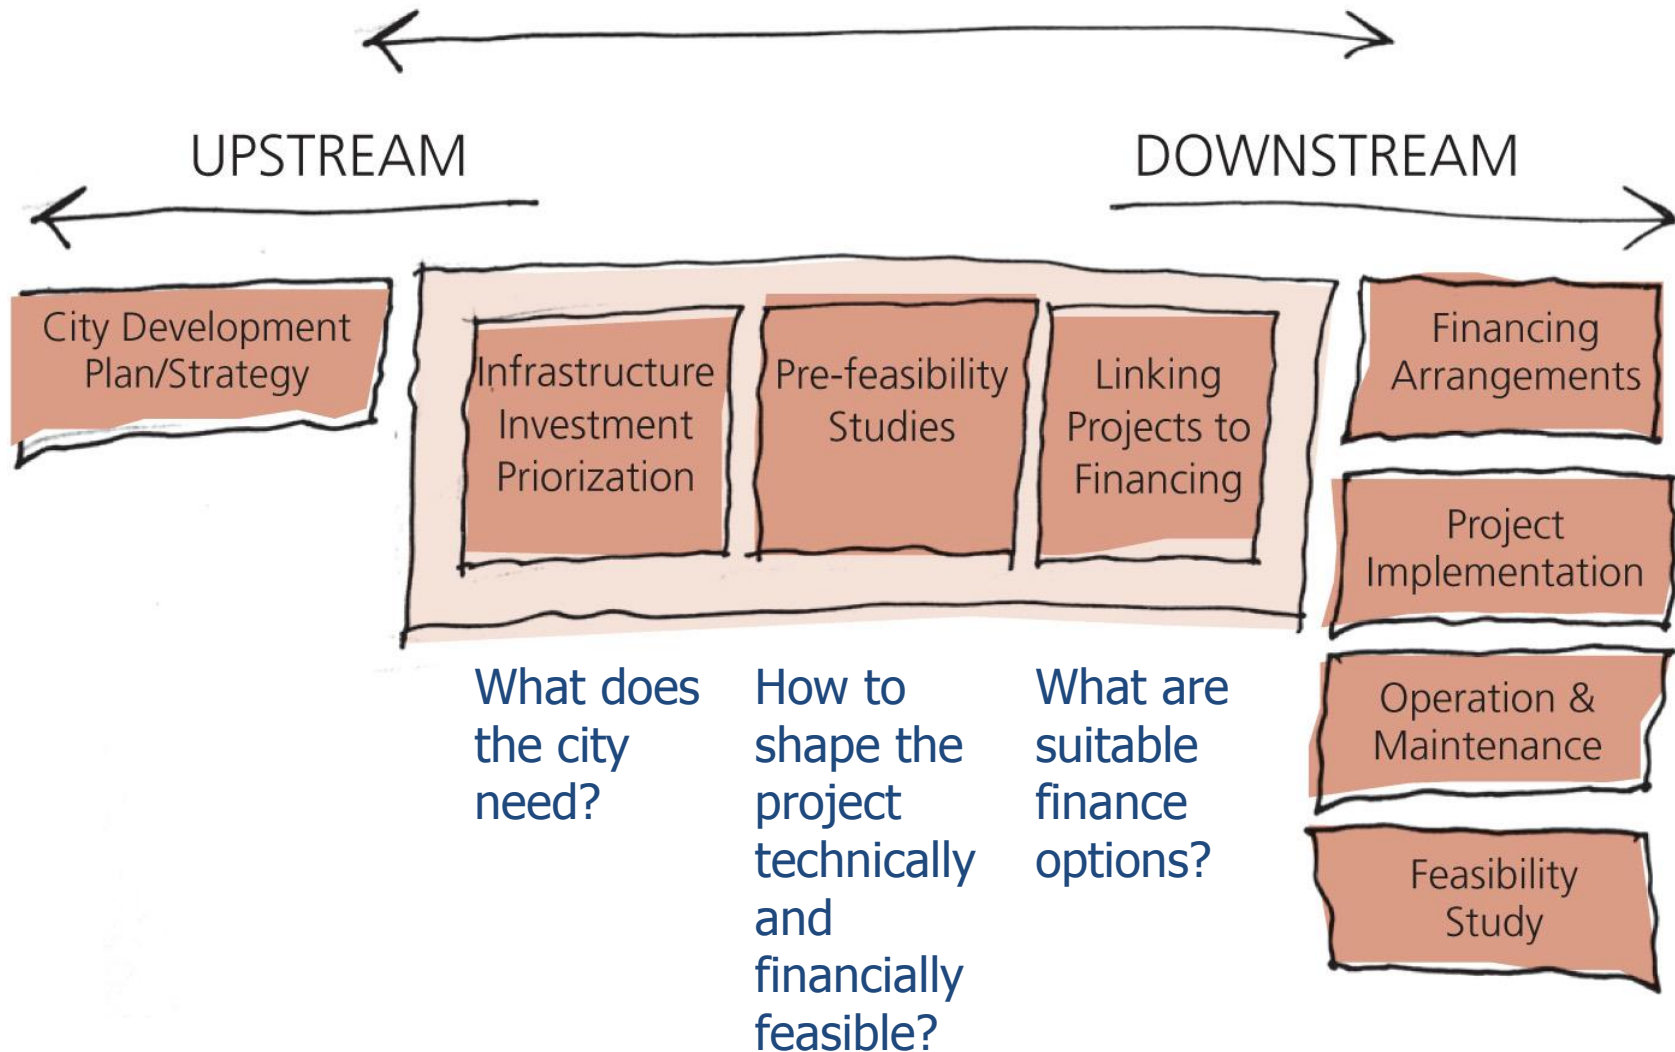 UPSTREAM
DOWNSTREAM
City Development
Plan/Strategy
Infrastructure
Investment
Priorization
Pre-feasibility
Studies
Linking
Projects to
Financing
Financing
Arrangements
Project
Implementation
Operation &
Maintenance
Feasibility
Study
What does
the city
need?
How to
shape the
project
technically
and
financially
feasible?
What are
suitable
finance
options?